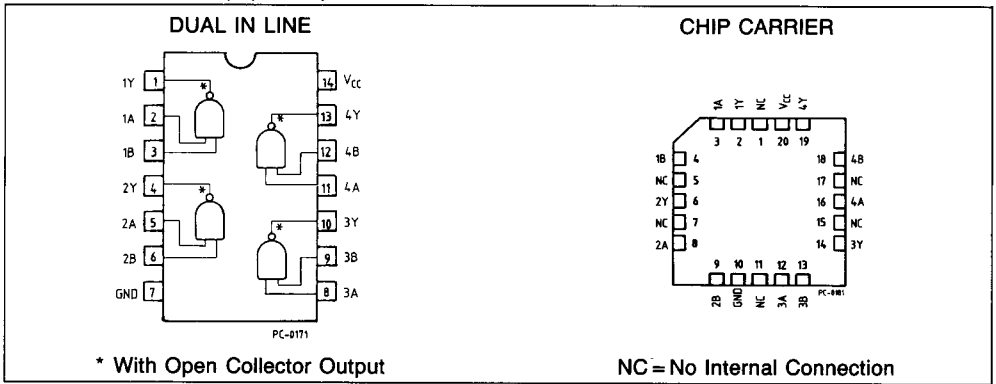 DUAL IN LINE
1Y 1
14 VCC
13 4Y
1A 2
1B 3
12 4B
2Y 4
11 4A
2A 5
10 3Y
2B 6
9 3B
GND 7
8 3A
*
*
*
*
PC-0171
* With Open Collector Output
CHIP CARRIER
1A 1Y NC VCC 4Y
3 2 1 20 19
1B 4
18 4B
NC 5
17 NC
2Y 6
16 4A
NC 7
15 NC
2A 8
14 3Y
9 10 11 12 13
2B GND NC 3A 3B
PC-0181
NC = No Internal Connection